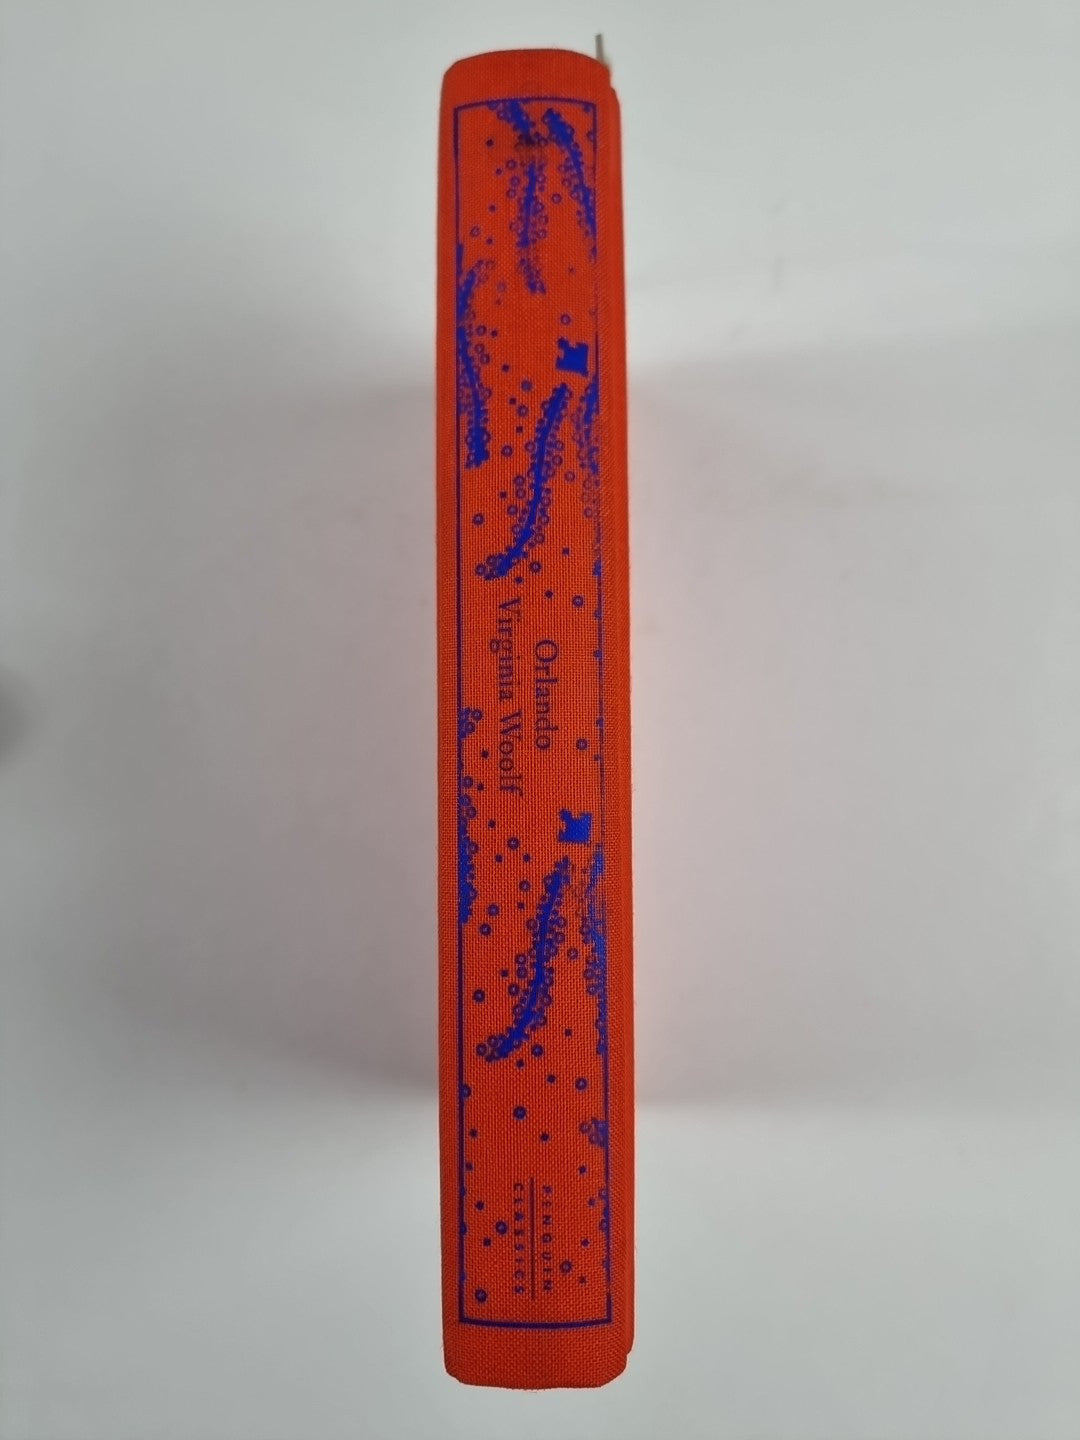 Orlando
Virginia Woolf
PENGUIN
CLASSICS